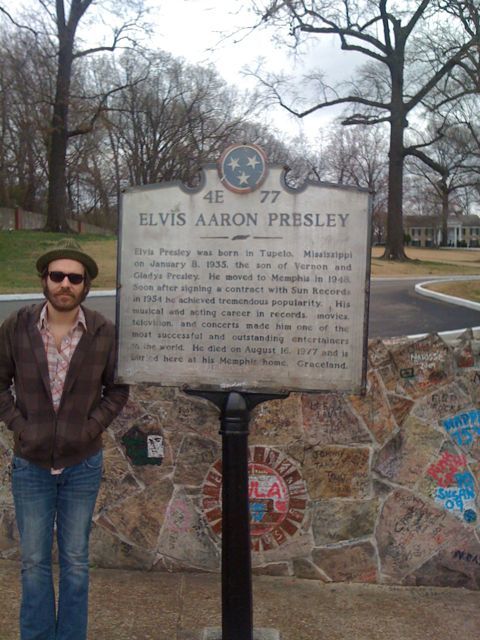 4E 77
ELVIS AARON PRESLEY
Elvis Presley was born in Tupelo, Mississippi
on January 8, 1935, the son of Vernon and
Gladys Presley. He moved to Memphis in 1948.
Soon after signing a contract with Sun Records
in 1954 he achieved tremendous popularity. His
musical and acting career in records, movies,
television, and concerts made him one of the
most successful and outstanding entertainers
in the world. He died on August 16, 1977 and is
buried here at his Memphis home, Graceland.
SUSAN
09